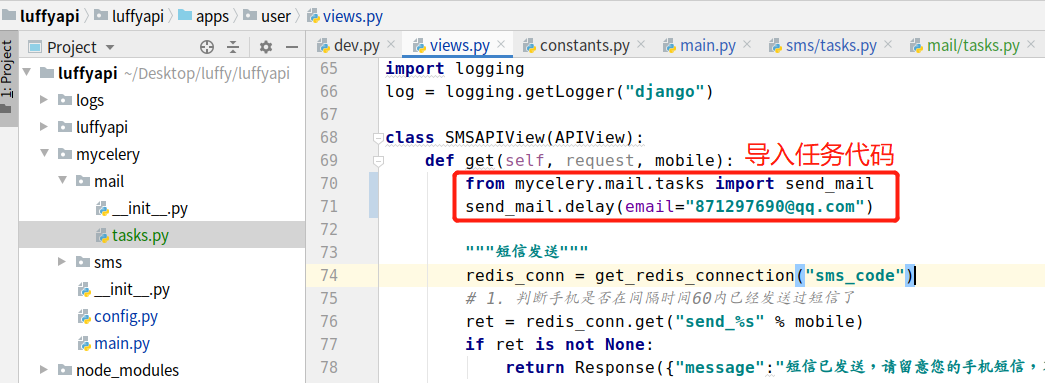 luffyapi luffyapi apps user views.py
1: Project
Project
dev.py views.py constants.py main.py sms/tasks.py mail/tasks.py
luffyapi ~/Desktop/luffy/luffyapi
logs
luffyapi
mycelery
mail
__init__.py
tasks.py
sms
__init__.py
config.py
main.py
node_modules
65 import logging
66 log = logging.getLogger("django")
67
68 class SMSAPIView(APIView):
69 def get(self, request, mobile): 导入任务代码
70 from mycelery.mail.tasks import send_mail
71 send_mail.delay(email="871297690@qq.com")
72
73 """短信发送"""
74 redis_conn = get_redis_connection("sms_code")
75 # 1. 判断手机是否在间隔时间60内已经发送过短信了
76 ret = redis_conn.get("send_%s" % mobile)
77 if ret is not None:
78 return Response({"message":"短信已发送，请留意您的手机短信，